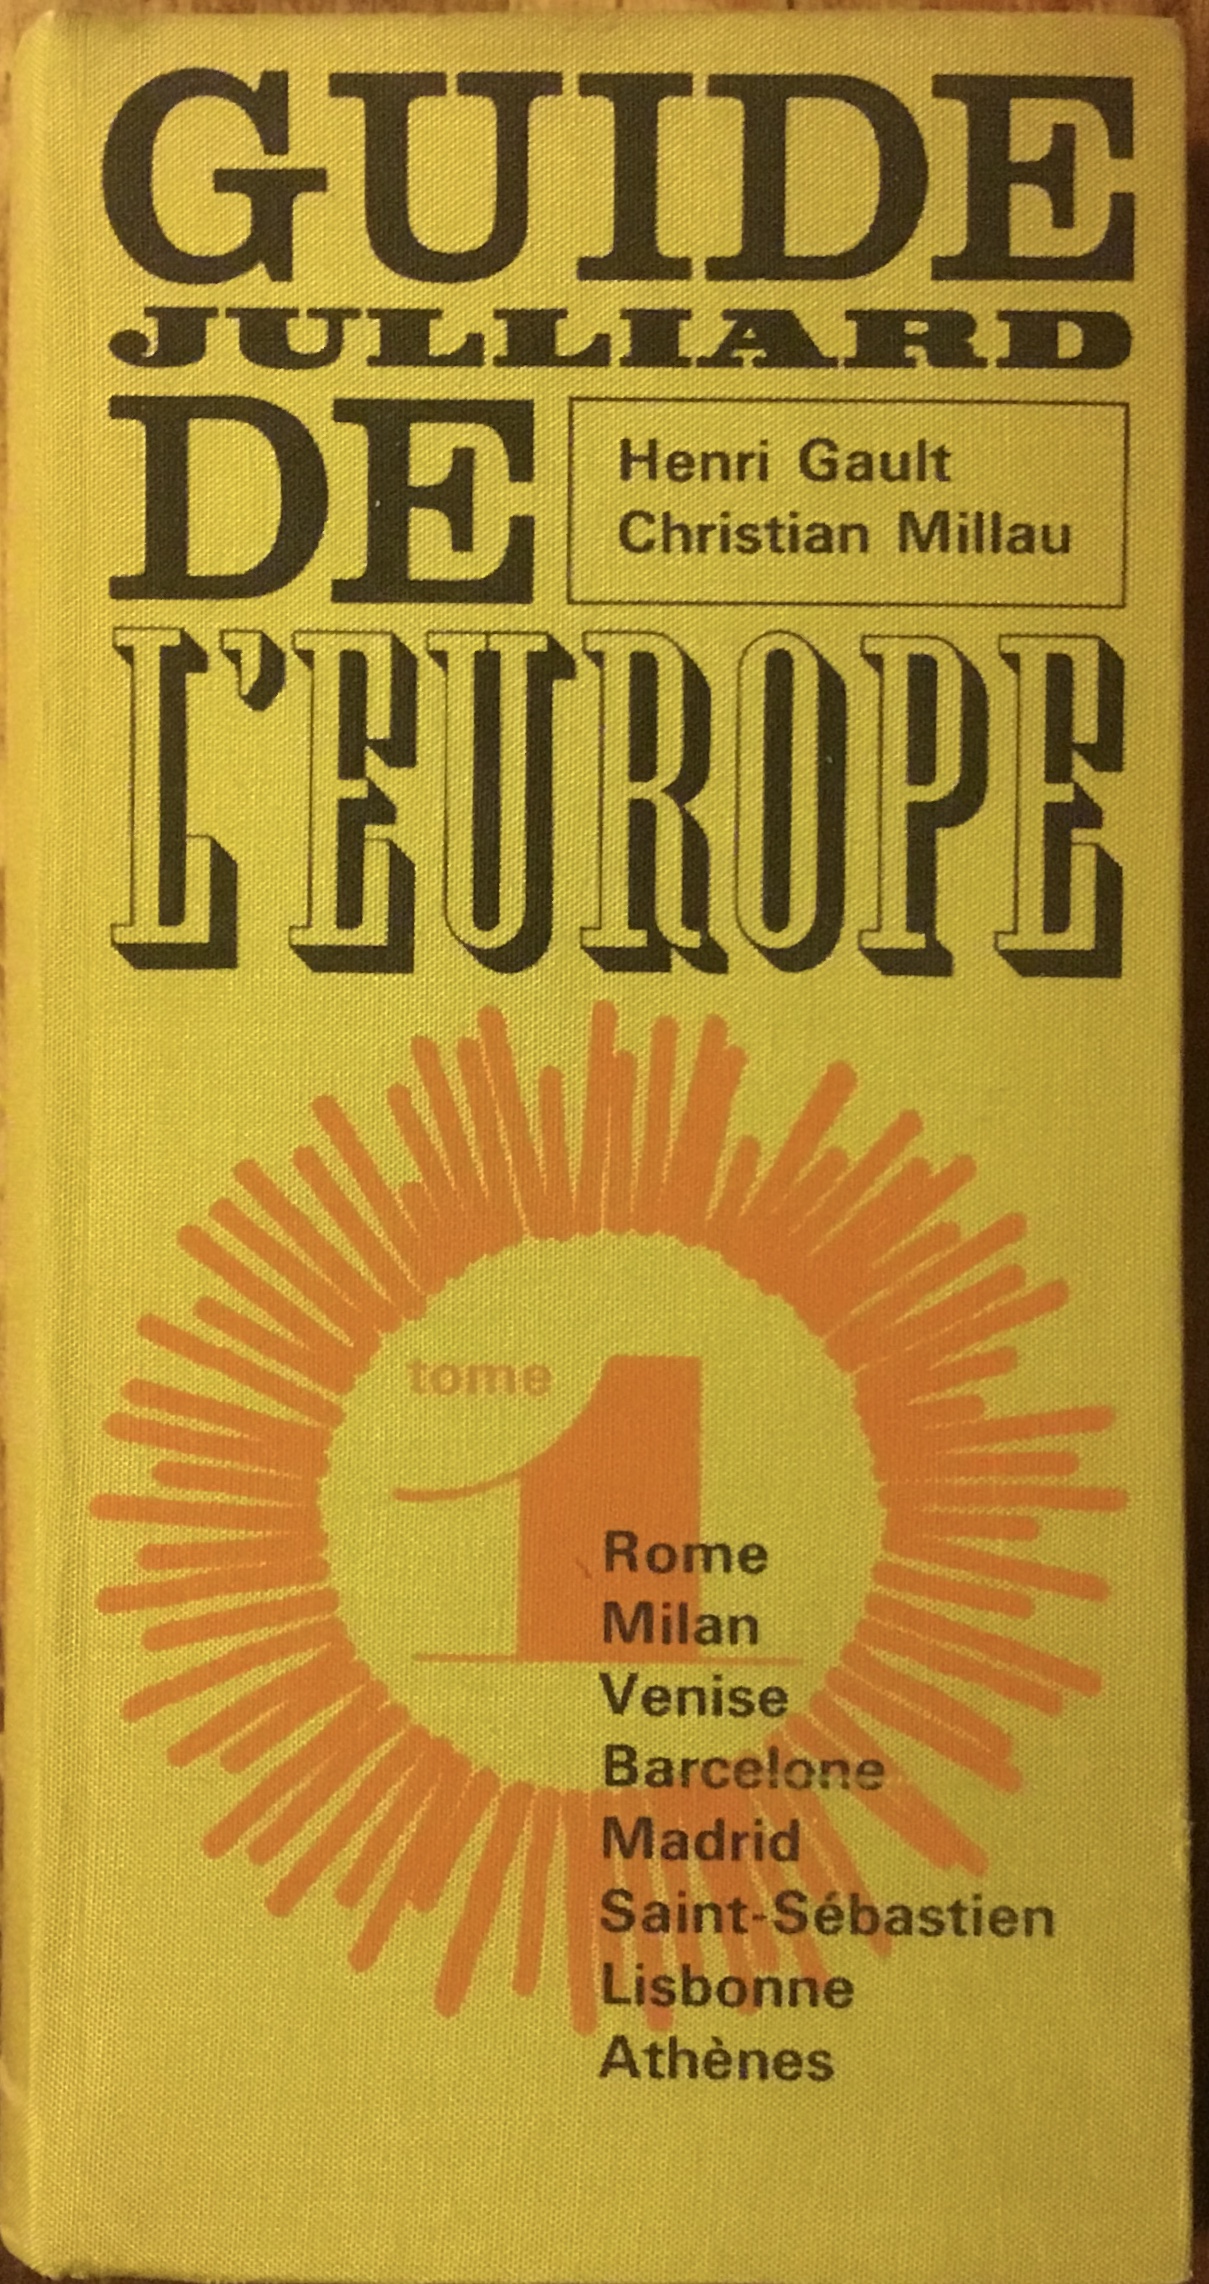 GUIDE
JULLIARD
DE
Henri Gault
Christian Millau
L'EUROPE
tome
1
Rome
Milan
Venise
Barcelone
Madrid
Saint-Sébastien
Lisbonne
Athènes